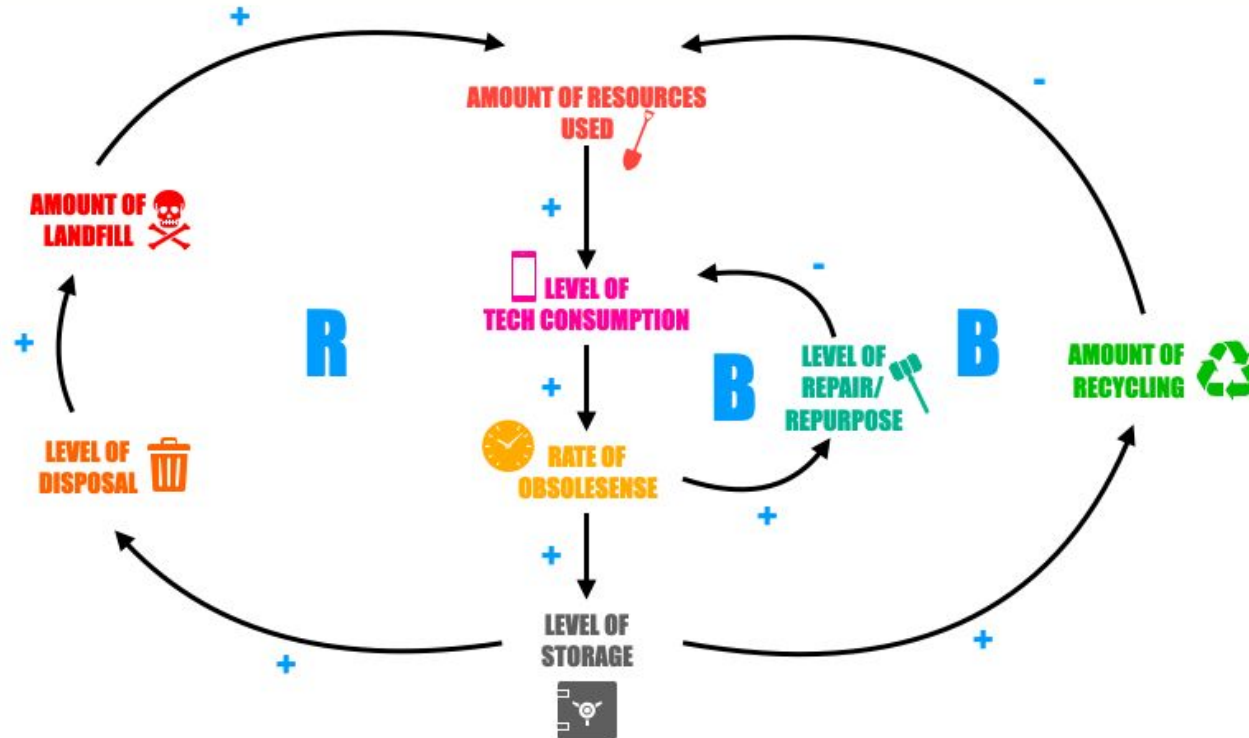 +
-
AMOUNT OF RESOURCES
USED
+
AMOUNT OF
LANDFILL
-
LEVEL OF
TECH CONSUMPTION
+
R
B
B
LEVEL OF
REPAIR/
REPURPOSE
AMOUNT OF
RECYCLING
+
LEVEL OF
DISPOSAL
RATE OF
OBSOLESENSE
+
+
LEVEL OF
STORAGE
+
+